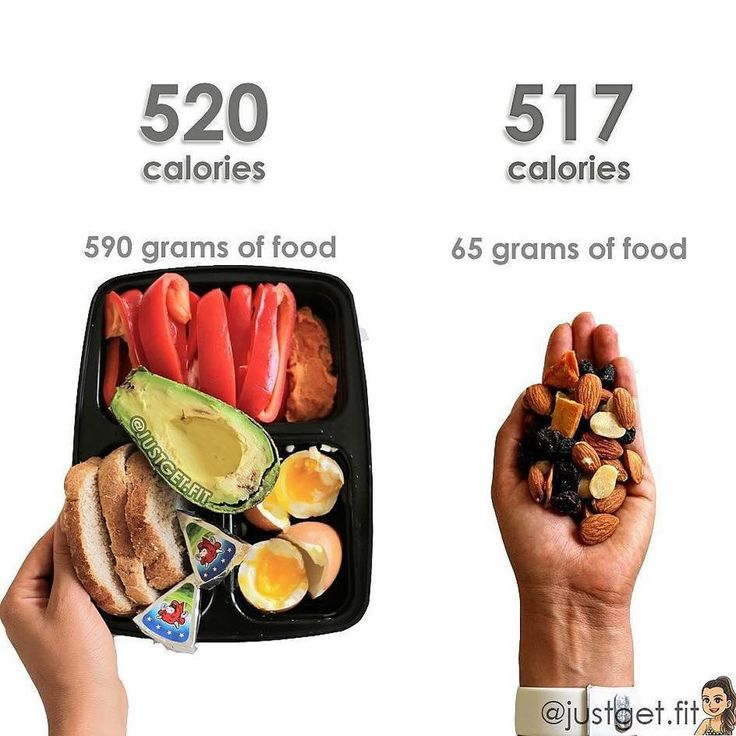 520
calories
590 grams of food
517
calories
65 grams of food
@JUSTGET.FIT
@justget.fit